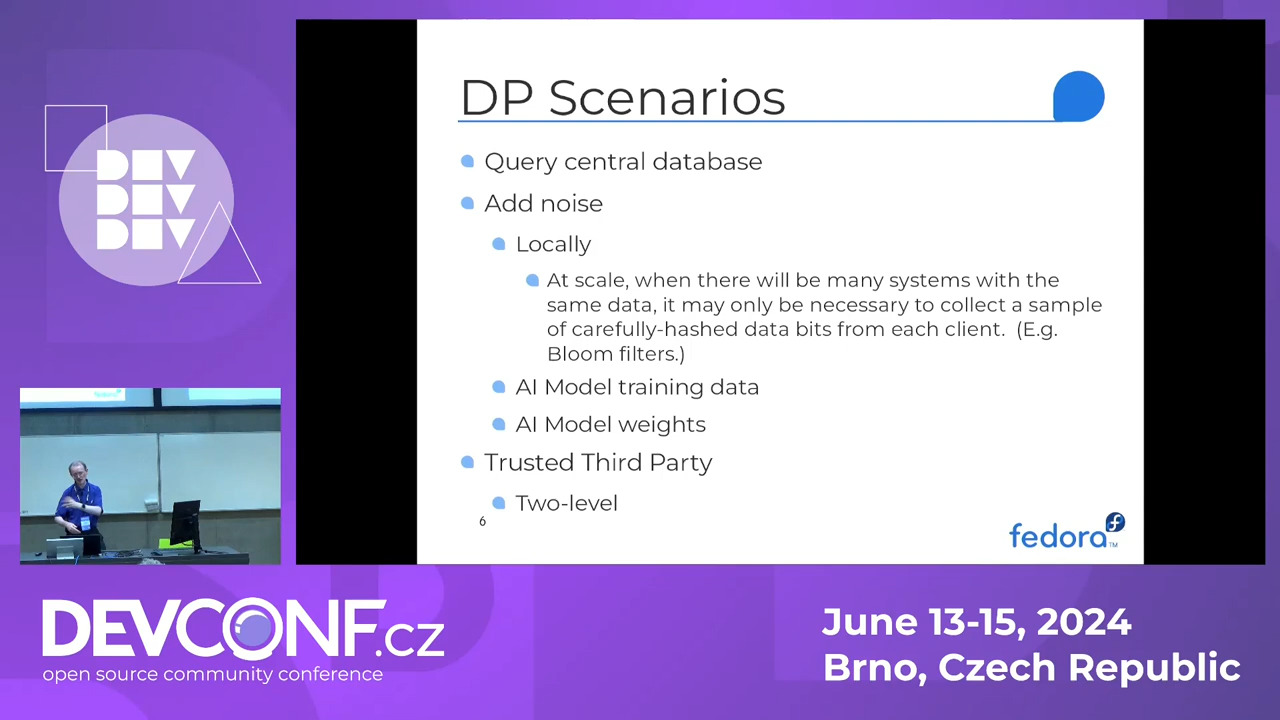 DEV
DEV
DEV
DP Scenarios
Query central database
Add noise
Locally
At scale, when there will be many systems with the
same data, it may only be necessary to collect a sample
of carefully-hashed data bits from each client. (E.g.
Bloom filters.)
AI Model training data
AI Model weights
Trusted Third Party
Two-level
6
fedora™
DEVCONF.cz
open source community conference
June 13-15, 2024
Brno, Czech Republic